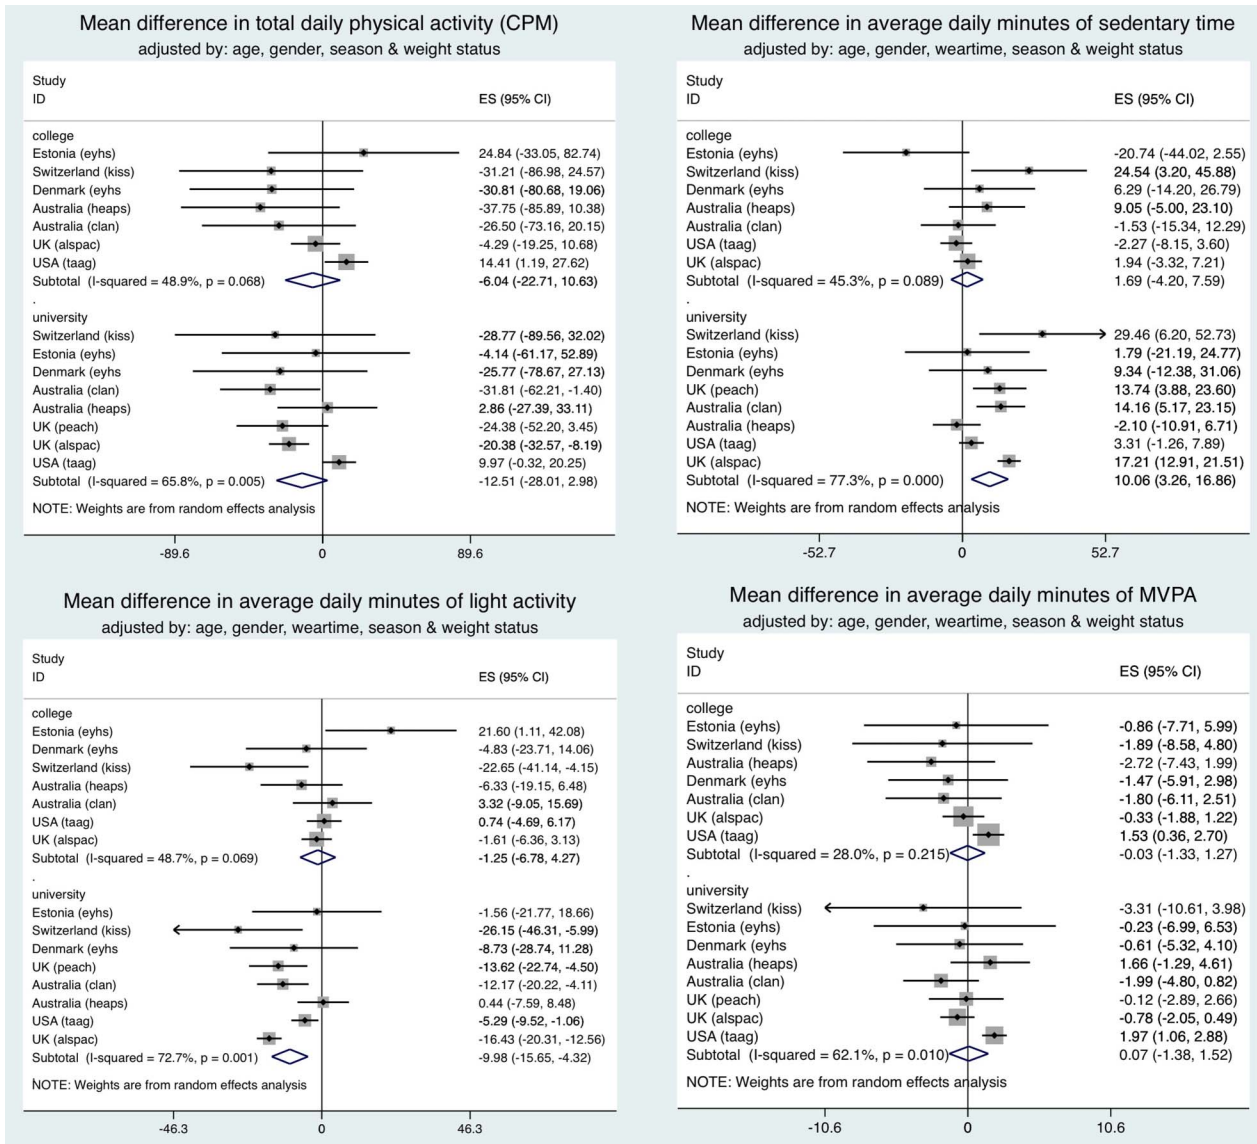 Mean difference in total daily physical activity (CPM)
adjusted by: age, gender, season & weight status
Study
ID
ES (95% CI)
college
Estonia (eyhs) 24.84 (-33.05, 82.74)
Switzerland (kiss) -31.21 (-86.98, 24.57)
Denmark (eyhs -30.81 (-80.68, 19.06)
Australia (heaps) -37.75 (-85.89, 10.38)
Australia (clan) -26.50 (-73.16, 20.15)
UK (alspac) -4.29 (-19.25, 10.68)
USA (taag) 14.41 (1.19, 27.62)
Subtotal (I-squared = 48.9%, p = 0.068) -6.04 (-22.71, 10.63)
.
university
Switzerland (kiss) -28.77 (-89.56, 32.02)
Estonia (eyhs) -4.14 (-61.17, 52.89)
Denmark (eyhs -25.77 (-78.67, 27.13)
Australia (clan) -31.81 (-62.21, -1.40)
Australia (heaps) 2.86 (-27.39, 33.11)
UK (peach) -24.38 (-52.20, 3.45)
UK (alspac) -20.38 (-32.57, -8.19)
USA (taag) 9.97 (-0.32, 20.25)
Subtotal (I-squared = 65.8%, p = 0.005) -12.51 (-28.01, 2.98)
NOTE: Weights are from random effects analysis
-89.6 0 89.6
Mean difference in average daily minutes of sedentary time
adjusted by: age, gender, weartime, season & weight status
Study
ID
ES (95% CI)
college
Estonia (eyhs) -20.74 (-44.02, 2.55)
Switzerland (kiss) 24.54 (3.20, 45.88)
Denmark (eyhs 6.29 (-14.20, 26.79)
Australia (heaps) 9.05 (-5.00, 23.10)
Australia (clan) -1.53 (-15.34, 12.29)
USA (taag) -2.27 (-8.15, 3.60)
UK (alspac) 1.94 (-3.32, 7.21)
Subtotal (I-squared = 45.3%, p = 0.089) 1.69 (-4.20, 7.59)
.
university
Switzerland (kiss) 29.46 (6.20, 52.73)
Estonia (eyhs) 1.79 (-21.19, 24.77)
Denmark (eyhs 9.34 (-12.38, 31.06)
UK (peach) 13.74 (3.88, 23.60)
Australia (clan) 14.16 (5.17, 23.15)
Australia (heaps) -2.10 (-10.91, 6.71)
USA (taag) 3.31 (-1.26, 7.89)
UK (alspac) 17.21 (12.91, 21.51)
Subtotal (I-squared = 77.3%, p = 0.000) 10.06 (3.26, 16.86)
NOTE: Weights are from random effects analysis
-52.7 0 52.7
Mean difference in average daily minutes of light activity
adjusted by: age, gender, weartime, season & weight status
Study
ID
ES (95% CI)
college
Estonia (eyhs) 21.60 (1.11, 42.08)
Denmark (eyhs -4.83 (-23.71, 14.06)
Switzerland (kiss) -22.65 (-41.14, -4.15)
Australia (heaps) -6.33 (-19.15, 6.48)
Australia (clan) 3.32 (-9.05, 15.69)
USA (taag) 0.74 (-4.69, 6.17)
UK (alspac) -1.61 (-6.36, 3.13)
Subtotal (I-squared = 48.7%, p = 0.069) -1.25 (-6.78, 4.27)
.
university
Estonia (eyhs) -1.56 (-21.77, 18.66)
Switzerland (kiss) -26.15 (-46.31, -5.99)
Denmark (eyhs -8.73 (-28.74, 11.28)
UK (peach) -13.62 (-22.74, -4.50)
Australia (clan) -12.17 (-20.22, -4.11)
Australia (heaps) 0.44 (-7.59, 8.48)
USA (taag) -5.29 (-9.52, -1.06)
UK (alspac) -16.43 (-20.31, -12.56)
Subtotal (I-squared = 72.7%, p = 0.001) -9.98 (-15.65, -4.32)
NOTE: Weights are from random effects analysis
-46.3 0 46.3
Mean difference in average daily minutes of MVPA
adjusted by: age, gender, weartime, season & weight status
Study
ID
ES (95% CI)
college
Estonia (eyhs) -0.86 (-7.71, 5.99)
Switzerland (kiss) -1.89 (-8.58, 4.80)
Australia (heaps) -2.72 (-7.43, 1.99)
Denmark (eyhs -1.47 (-5.91, 2.98)
Australia (clan) -1.80 (-6.11, 2.51)
UK (alspac) -0.33 (-1.88, 1.22)
USA (taag) 1.53 (0.36, 2.70)
Subtotal (I-squared = 28.0%, p = 0.215) -0.03 (-1.33, 1.27)
.
university
Switzerland (kiss) -3.31 (-10.61, 3.98)
Estonia (eyhs) -0.23 (-6.99, 6.53)
Denmark (eyhs -0.61 (-5.32, 4.10)
Australia (heaps) 1.66 (-1.29, 4.61)
Australia (clan) -1.99 (-4.80, 0.82)
UK (peach) -0.12 (-2.89, 2.66)
UK (alspac) -0.78 (-2.05, 0.49)
USA (taag) 1.97 (1.06, 2.88)
Subtotal (I-squared = 62.1%, p = 0.010) 0.07 (-1.38, 1.52)
NOTE: Weights are from random effects analysis
-10.6 0 10.6